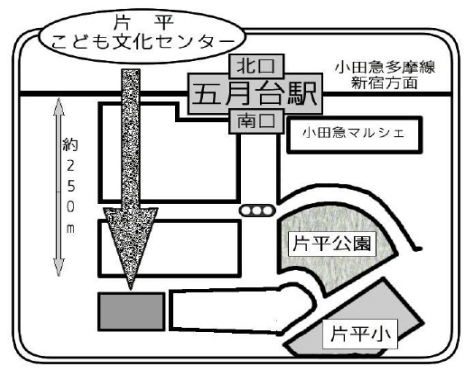 片　平
こども文化センター
北口
五月台駅
南口
小田急多摩線
新宿方面
小田急マルシェ
約250m
片平公園
片平小